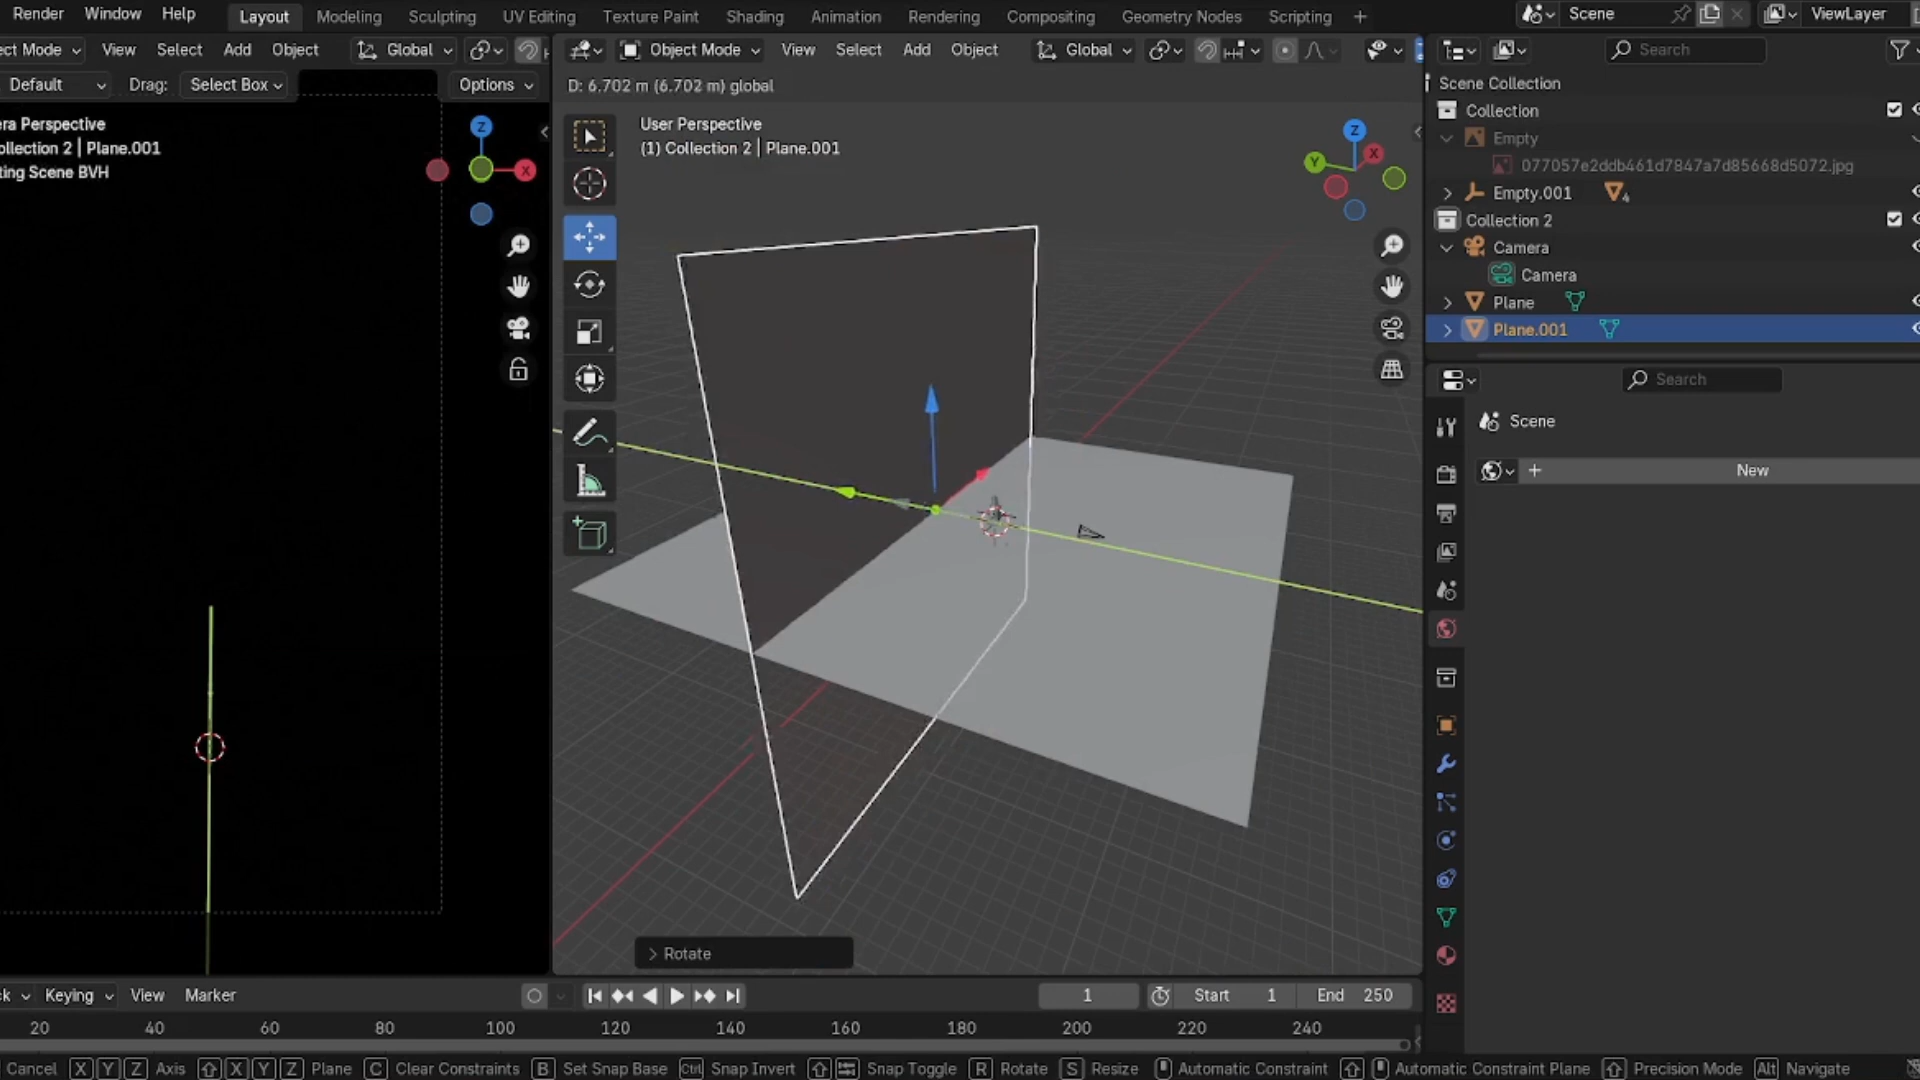 Render Window Help Layout Modeling Sculpting UV Editing Texture Paint Shading Animation Rendering Compositing Geometry Nodes Scripting + Scene ViewLayer
ect Mode View Select Add Object Global Object Mode View Select Add Object Global Search
Default Drag: Select Box Options D: 6.702 m (6.702 m) global
Scene Collection
Collection
Empty
077057e2ddb461d7847a7d85668d5072.jpg
Empty.001 4
Collection 2
Camera
Camera
Plane
Plane.001
era Perspective
ollection 2 | Plane.001
ting Scene BVH
Z
X
User Perspective
(1) Collection 2 | Plane.001
Z
Y
X
Search
Scene
+ New
Rotate
k Keying View Marker 1 Start 1 End 250
20 40 60 80 100 120 140 160 180 200 220 240
Cancel X Y Z Axis X Y Z Plane C Clear Constraints B Set Snap Base Ctrl Snap Invert Snap Toggle R Rotate S Resize Automatic Constraint Automatic Constraint Plane Precision Mode Alt Navigate